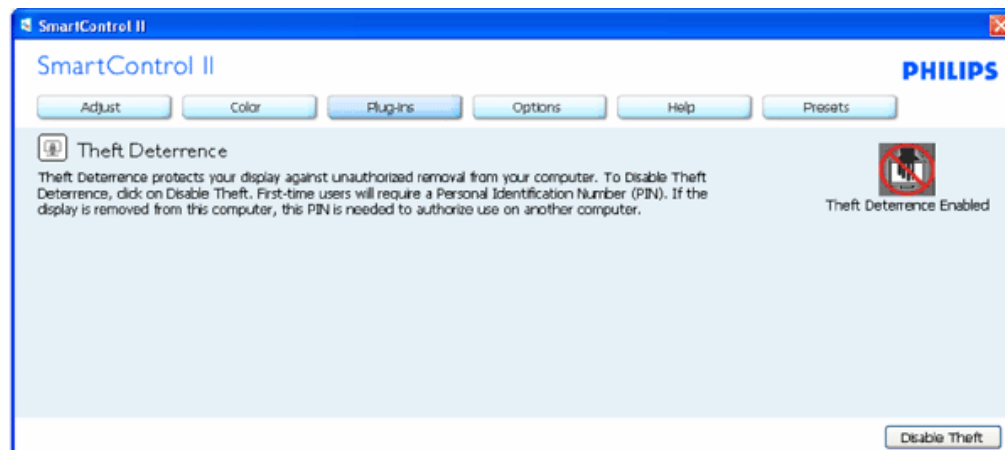 SmartControl II
SmartControl II
PHILIPS
Adjust Color Plug-Ins Options Help Presets
Theft Deterrence
Theft Deterrence protects your display against unauthorized removal from your computer. To Disable Theft
Deterrence, click on Disable Theft. First-time users will require a Personal Identification Number (PIN). If the
display is removed from this computer, this PIN is needed to authorize use on another computer.
Theft Deterrence Enabled
Disable Theft